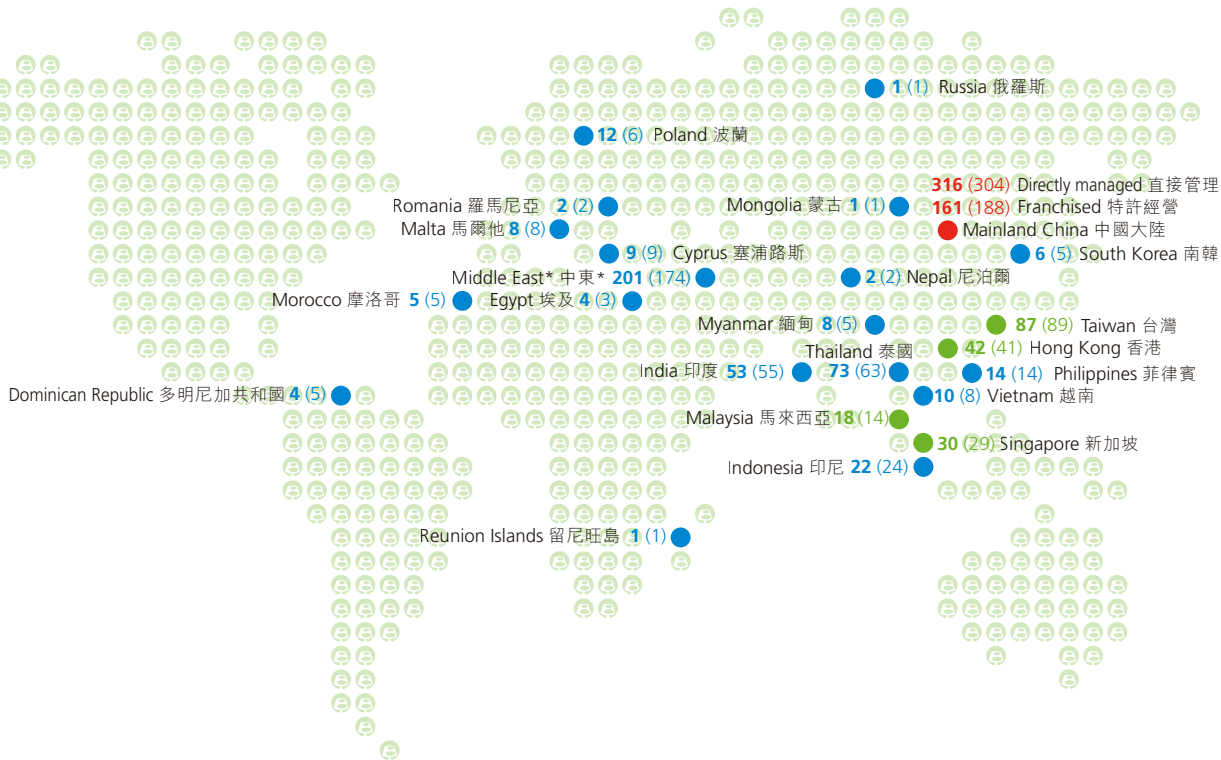 1 (1) Russia 俄羅斯
12 (6) Poland 波蘭
316 (304) Directly managed 直接管理
Romania 羅馬尼亞 2 (2)
Mongolia 蒙古 1 (1)
161 (188) Franchised 特許經營
Malta 馬爾他 8 (8)
Mainland China 中國大陸
9 (9) Cyprus 塞浦路斯
6 (5) South Korea 南韓
Middle East* 中東* 201 (174)
2 (2) Nepal 尼泊爾
Morocco 摩洛哥 5 (5)
Egypt 埃及 4 (3)
Myanmar 緬甸 8 (5)
87 (89) Taiwan 台灣
Thailand 泰國
73 (63)
42 (41) Hong Kong 香港
India 印度 53 (55)
14 (14) Philippines 菲律賓
Dominican Republic 多明尼加共和國 4 (5)
10 (8) Vietnam 越南
Malaysia 馬來西亞 18 (14)
30 (29) Singapore 新加坡
Indonesia 印尼 22 (24)
Reunion Islands 留尼旺島 1 (1)